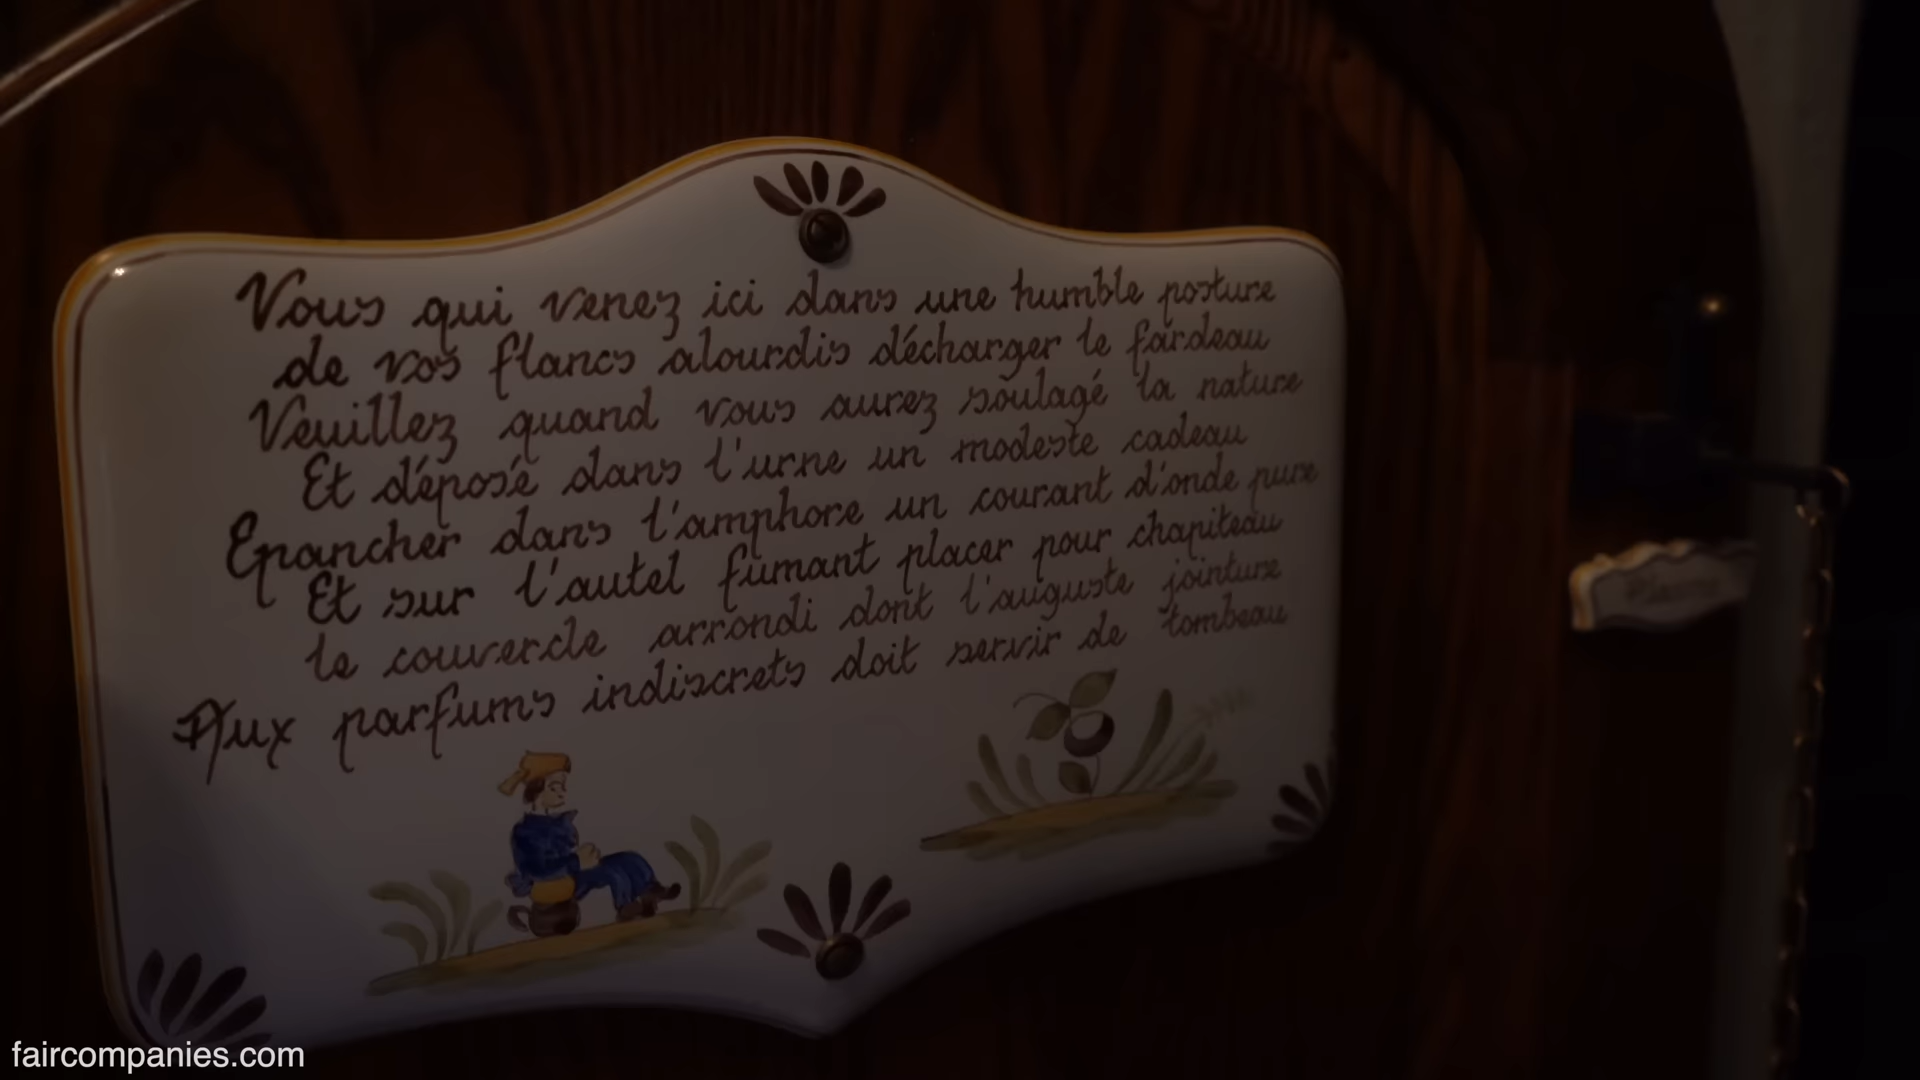 Vous qui venez ici dans une humble posture
de vos flancs alourdis décharger le fardeau
Veuillez quand vous aurez soulagé la nature
Et déposé dans l'urne un modeste cadeau
Epancher dans l'amphore un courant d'onde pure
Et sur l'autel fumant placer pour chapiteau
le couvercle arrondi dont l'auguste jointure
Aux parfums indiscrets doit servir de tombeau
faircompanies.com